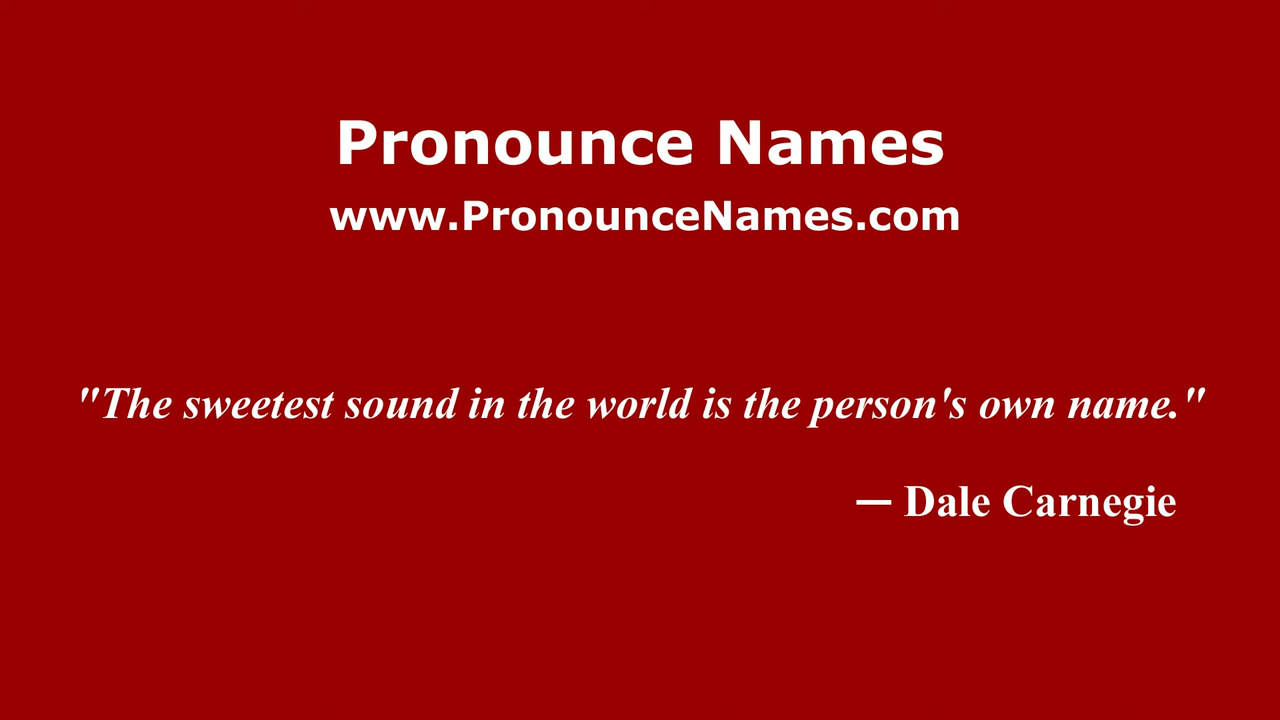 Pronounce Names
www.PronounceNames.com
"The sweetest sound in the world is the person's own name."
— Dale Carnegie